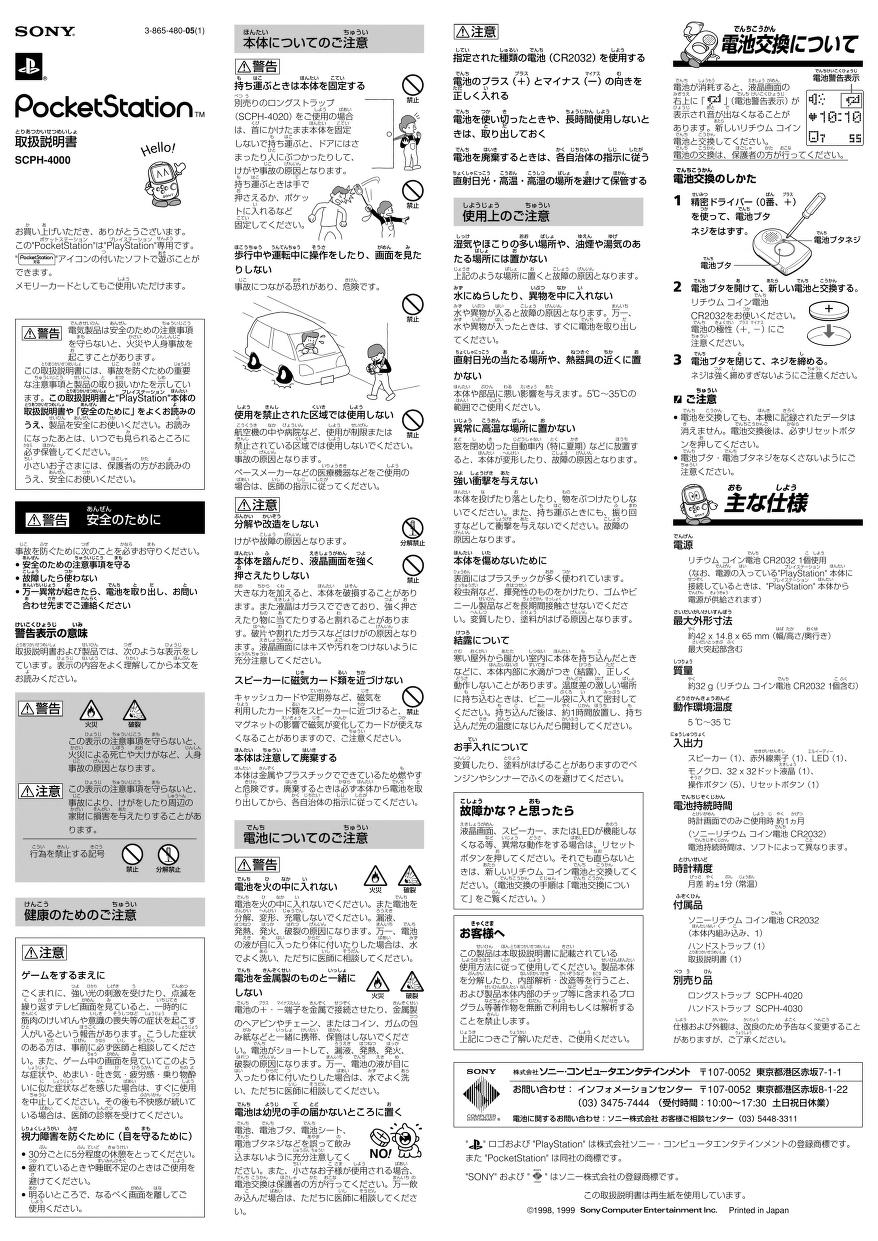 SONY®
3-865-480-05(1)
PocketStation™
取扱説明書
SCPH-4000
Hello!
お買い上げいただき、ありがとうございます。
この"PocketStation"は"PlayStation"専用です。
"PocketStation対応"アイコンの付いたソフトで遊ぶことが
できます。
メモリーカードとしてもご使用いただけます。
警告
電気製品は安全のための注意事項
を守らないと、火災や人身事故を
起こすことがあります。
この取扱説明書には、事故を防ぐための重要
な注意事項と製品の取り扱いかたを示してい
ます。この取扱説明書と"PlayStation"本体の
取扱説明書や「安全のために」をよくお読みの
うえ、製品を安全にお使いください。お読み
になったあとは、いつでも見られるところに
必ず保管してください。
小さいお子さまには、保護者の方がお読みの
うえ、安全にお使いください。
警告 安全のために
事故を防ぐために次のことを必ずお守りください。
• 安全のための注意事項を守る
• 故障したら使わない
• 万一異常が起きたら、電池を取り出し、お問い
合わせ先までご連絡ください
警告表示の意味
取扱説明書および製品では、次のような表示をし
ています。表示の内容をよく理解してから本文を
お読みください。
警告
火災 破裂
この表示の注意事項を守らないと、
火災による死亡や大けがなど、人身
事故の原因となります。
注意
この表示の注意事項を守らないと、
事故により、けがをしたり周辺の
家財に損害を与えたりすることがあ
ります。
行為を禁止する記号
禁止 分解禁止
健康のためのご注意
注意
ゲームをするまえに
ごくまれに、強い光の刺激を受けたり、点滅を
繰り返すテレビ画面を見ていると、一時的に
筋肉のけいれんや意識の喪失等の症状を起こす
人がいるという報告があります。こうした症状
のある方は、事前に必ず医師と相談してくださ
い。また、ゲーム中の画面を見ていてこのよう
な症状や、めまい・吐き気・疲労感・乗り物酔
いに似た症状などを感じた場合は、すぐに使用
を中止してください。その後も不快感が続いて
いる場合は、医師の診察を受けてください。
視力障害を防ぐために(目を守るために)
• 30分ごとに5分程度の休憩をとってください。
• 疲れているときや睡眠不足のときはご使用を
避けてください。
• 明るいところで、なるべく画面を離してご
使用ください。
本体についてのご注意
警告
持ち運ぶときは本体を固定する
別売りのロングストラップ
(SCPH-4020)をご使用の場合
は、首にかけたまま本体を固定
しないで持ち運ぶと、ドアにはさ
まったり人にぶつかったりして、
けがや事故の原因となります。
持ち運ぶときは手で
押さえるか、ポケッ
トに入れるなど
固定してください。
禁止
禁止
歩行中や運転中に操作をしたり、画面を見た
りしない
事故につながる恐れがあり、危険です。
禁止
使用を禁止された区域では使用しない
航空機の中や病院など、使用が制限または
禁止されている区域では使用しないでください。
事故の原因となります。
ペースメーカーなどの医療機器などをご使用の
場合は、医師の指示に従ってください。
禁止
注意
分解や改造をしない
けがや故障の原因となります。
分解禁止
本体を踏んだり、液晶画面を強く
押さえたりしない
大きな力を加えると、本体を破損することがあり
ます。また液晶はガラスでできており、強く押さ
えたり物に当てたりすると割れることがありま
す。破片や割れたガラスなどはけがの原因となり
ます。液晶画面にはキズや汚れをつけないように
充分注意してください。
禁止
スピーカーに磁気カード類を近づけない
キャッシュカードや定期券など、磁気を
利用したカード類をスピーカーに近づけると、
マグネットの影響で磁気が変化してカードが使えな
くなることがありますので、ご注意ください。
禁止
本体は注意して廃棄する
本体は金属やプラスチックでできているため燃やす
と危険です。廃棄するときは必ず本体から電池を取
り出してから、各自治体の指示に従ってください。
電池についてのご注意
警告
電池を火の中に入れない
火災 破裂
電池を火の中に入れないでください。また電池を
分解、変形、充電しないでください。漏液、
発熱、発火、破裂の原因になります。万一、電池
の液が目に入ったり体に付いたりした場合は、水
でよく洗い、ただちに医師に相談してください。
電池を金属製のものと一緒に
しない
火災 破裂
電池の+・-端子を金属で接続させたり、金属製
のヘアピンやチェーン、またはコイン、ガムの包
み紙などと一緒に携帯、保管はしないでくださ
い。電池がショートして、漏液、発熱、発火、
破裂の原因になります。万一、電池の液が目に
入ったり体に付いたりした場合は、水でよく洗
い、ただちに医師に相談してください。
電池は幼児の手の届かないところに置く
電池、電池ブタ、電池シート、
電池ブタネジなどを誤って飲み
込まないように充分注意してく
ださい。また、小さなお子様が使用される場合、
電池交換は保護者の方が行ってください。万一飲
み込んだ場合は、ただちに医師に相談してくださ
い。
NO!
注意
指定された種類の電池(CR2032)を使用する
電池のプラス(+)とマイナス(-)の向きを
正しく入れる
電池を使い切ったときや、長時間使用しないと
きは、取り出しておく
電池を廃棄するときは、各自治体の指示に従う
直射日光・高温・高湿の場所を避けて保管する
使用上のご注意
湿気やほこりの多い場所や、油煙や湯気のあ
たる場所には置かない
上記のような場所に置くと故障の原因となります。
水にぬらしたり、異物を中に入れない
水や異物が入ると故障の原因になります。万一、
水や異物が入ったときは、すぐに電池を取り出し
てください。
直射日光の当たる場所や、熱器具の近くに置
かない
本体や部品に悪い影響を与えます。5℃〜35℃の
範囲でご使用ください。
異常に高温な場所に置かない
窓を閉めきった自動車内(特に夏期)などに放置す
ると、本体が変形したり、故障の原因となります。
強い衝撃を与えない
本体を投げたり落としたり、物をぶつけたりしな
いでください。また、持ち運ぶときにも、振り回
すなどして衝撃を与えないでください。故障の
原因となります。
本体を傷めないために
表面にはプラスチックが多く使われています。
殺虫剤など、揮発性のものをかけたり、ゴムやビ
ニール製品などを長期間接触させないでくださ
い。変質したり、塗料がはげる原因となります。
結露について
寒い屋外から暖かい室内に本体を持ち込んだとき
などに、本体内部に水滴がつき(結露)、正しく
動作しないことがあります。温度差の激しい場所
に持ち込むときは、ビニール袋に入れて密封して
ください。持ち込んだ後は、約1時間放置し、持ち
込んだ先の温度になじんだら開封してください。
お手入れについて
変質したり、塗料がはげることがありますのでベ
ンジンやシンナーでふくのを避けてください。
故障かな?と思ったら
液晶画面、スピーカー、またはLEDが機能しな
くなる等、異常な動作をする場合は、リセット
ボタンを押してください。それでも直らないと
きは、新しいリチウム コイン電池と交換してく
ださい。(電池交換の手順は「電池交換につい
て」をご覧ください。)
お客様へ
この製品は本取扱説明書に記載されている
使用方法に従って使用してください。製品本体
を分解したり、内部解析・改造等を行うこと、
および製品本体内部のチップ等に含まれるプロ
グラム等著作物を無断で利用もしくは解析する
ことを禁止します。
上記につきご了解いただき、ご使用ください。
電池交換について
電池が消耗すると、液晶画面の
右上に「 」(電池警告表示)が
表示され音が出なくなることが
あります。新しいリチウム コイン
電池と交換してください。
電池の交換は、保護者の方が行ってください。
電池警告表示
10:10
7 55
電池交換のしかた
1 精密ドライバー(0番、+)
を使って、電池ブタ
ネジをはずす。
電池ブタネジ
電池ブタ
2 電池ブタを開けて、新しい電池と交換する。
リチウム コイン電池
CR2032をお使いください。
電池の極性(+、-)にご
注意ください。
3 電池ブタを閉じて、ネジを締める。
ネジは強く締めすぎないようにご注意ください。
ご注意
• 電池を交換しても、本機に記録されたデータは
消えません。電池交換後は、必ずリセットボタ
ンを押してください。
• 電池ブタ・電池ブタネジをなくさないようにご
注意ください。
主な仕様
電源
リチウム コイン電池 CR2032 1個使用
(なお、電源の入っている"PlayStation" 本体に
接続しているときは、"PlayStation" 本体から
電源が供給されます)
最大外形寸法
約42 x 14.8 x 65 mm (幅/高さ/奥行き)
最大突起部含む
質量
約32 g (リチウム コイン電池 CR2032 1個含む)
動作環境温度
5 ℃〜35 ℃
入出力
スピーカー(1)、赤外線素子(1)、LED(1)、
モノクロ、32 x 32ドット液晶(1)、
操作ボタン(5)、リセットボタン(1)
電池持続時間
時計画面でのみご使用時 約1ヵ月
(ソニーリチウム コイン電池 CR2032)
電池持続時間は、ソフトによって異なります。
時計精度
月差 約±1分(常温)
付属品
ソニーリチウム コイン電池 CR2032
(本体内組み込み、1)
ハンドストラップ(1)
取扱説明書(1)
別売り品
ロングストラップ SCPH-4020
ハンドストラップ SCPH-4030
仕様および外観は、改良のため予告なく変更すること
がありますが、ご了承ください。
SONY
COMPUTER ENTERTAINMENT
株式会社ソニー・コンピュータエンタテインメント 〒107-0052 東京都港区赤坂7-1-1
お問い合わせ: インフォメーションセンター 〒107-0052 東京都港区赤坂8-1-22
(03) 3475-7444 (受付時間:10:00〜17:30 土日祝日休業)
電池に関するお問い合わせ:ソニー株式会社 お客様ご相談センター (03) 5448-3311
" " ロゴおよび "PlayStation" は株式会社ソニー・コンピュータエンタテインメントの登録商標です。
また "PocketStation" は同社の商標です。
"SONY" および " " はソニー株式会社の登録商標です。
この取扱説明書は再生紙を使用しています。
©1998, 1999 Sony Computer Entertainment Inc. Printed in Japan